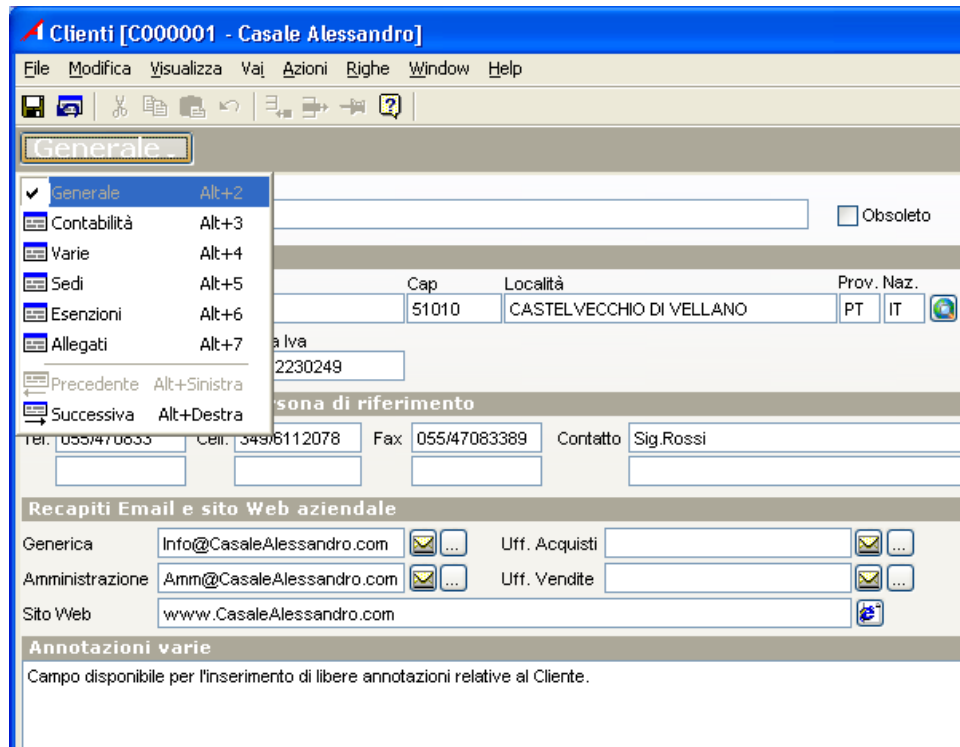 Clienti [C000001 - Casale Alessandro]
File Modifica Visualizza Vai Azioni Righe Window Help
Generale...
Generale Alt+2
Contabilità Alt+3
Varie Alt+4
Sedi Alt+5
Esenzioni Alt+6
Allegati Alt+7
Precedente Alt+Sinistra
Successiva Alt+Destra
Obsoleto
Cap Località Prov. Naz.
51010 CASTELVECCHIO DI VELLANO PT IT
a Iva
2230249
rsona di riferimento
Tel. 055/470833 Cell. 349/6112078 Fax 055/47083389 Contatto Sig.Rossi
Recapiti Email e sito Web aziendale
Generica Info@CasaleAlessandro.com ... Uff. Acquisti ...
Amministrazione Amm@CasaleAlessandro.com ... Uff. Vendite ...
Sito Web www.CasaleAlessandro.com
Annotazioni varie
Campo disponibile per l'inserimento di libere annotazioni relative al Cliente.